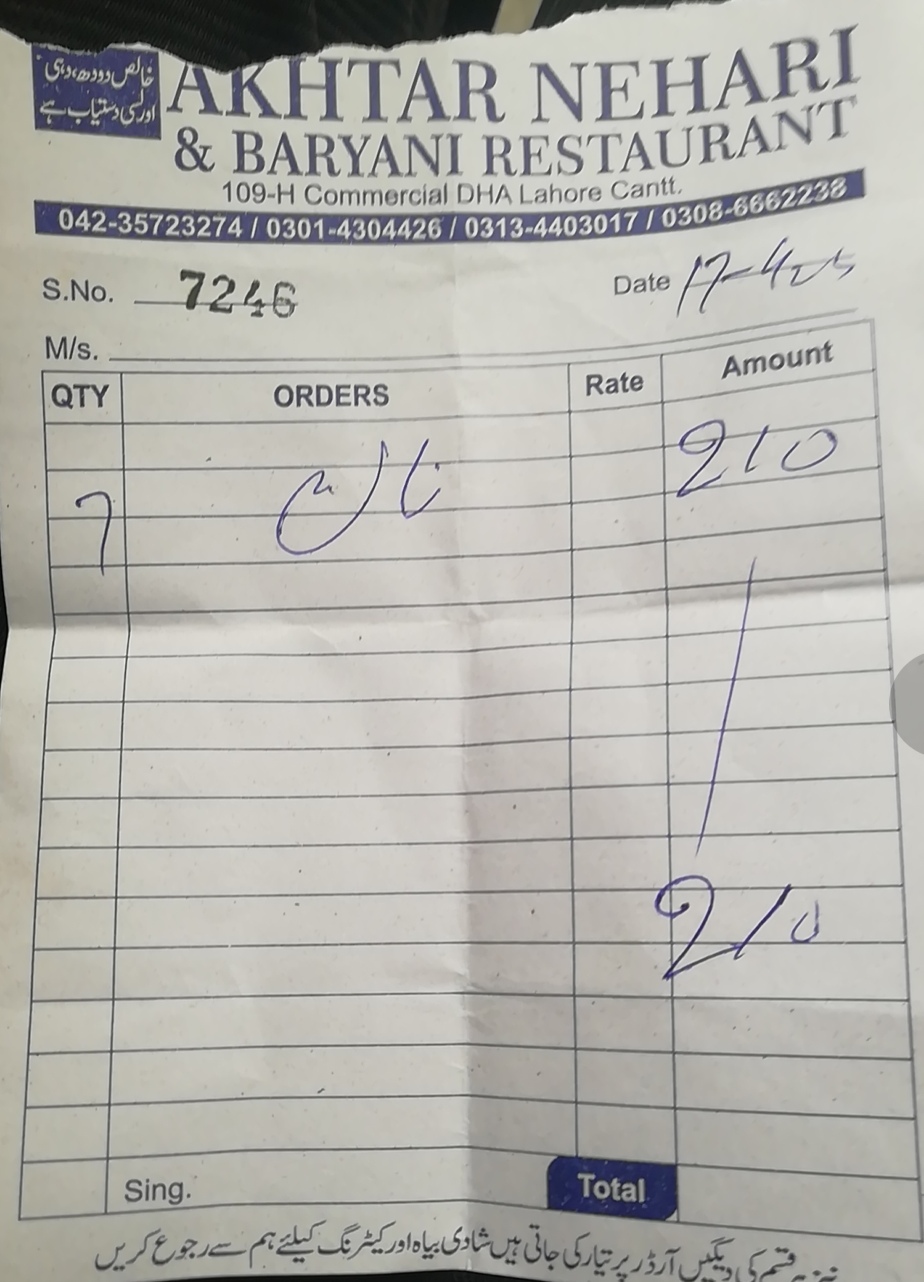 خالص دودھ، دہی
اور لسی دستیاب ہے
AKHTAR NEHARI
& BARYANI RESTAURANT
109-H Commercial DHA Lahore Cantt.
042-35723274 / 0301-4304426 / 0313-4403017 / 0308-6662238
S.No. 7246 Date 17-4-25
M/s.
QTY ORDERS Rate Amount
7 نان 210
210
Sing. Total
قسم کی دیگیں آرڈر پر تیار کی جاتی ہیں شادی بیاہ اور کیٹرنگ کیلئے ہم سے رجوع کریں